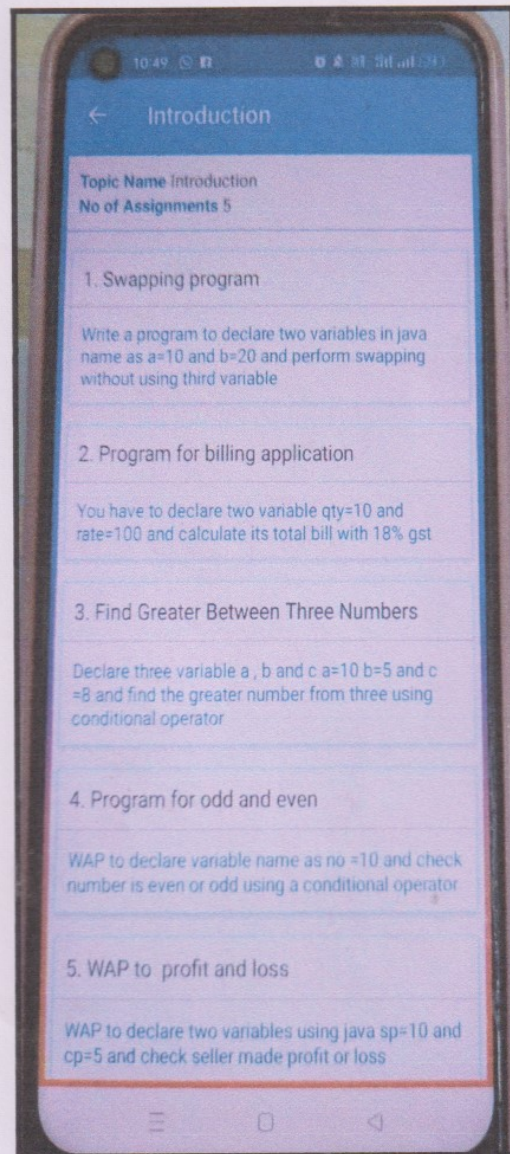 10:49
Introduction
Topic Name Introduction
No of Assignments 5
1. Swapping program
Write a program to declare two variables in java
name as a=10 and b=20 and perform swapping
without using third variable
2. Program for billing application
You have to declare two variable qty=10 and
rate=100 and calculate its total bill with 18% gst
3. Find Greater Between Three Numbers
Declare three variable a , b and c a=10 b=5 and c
=8 and find the greater number from three using
conditional operator
4. Program for odd and even
WAP to declare variable name as no =10 and check
number is even or odd using a conditional operator
5. WAP to profit and loss
WAP to declare two variables using java sp=10 and
cp=5 and check seller made profit or loss